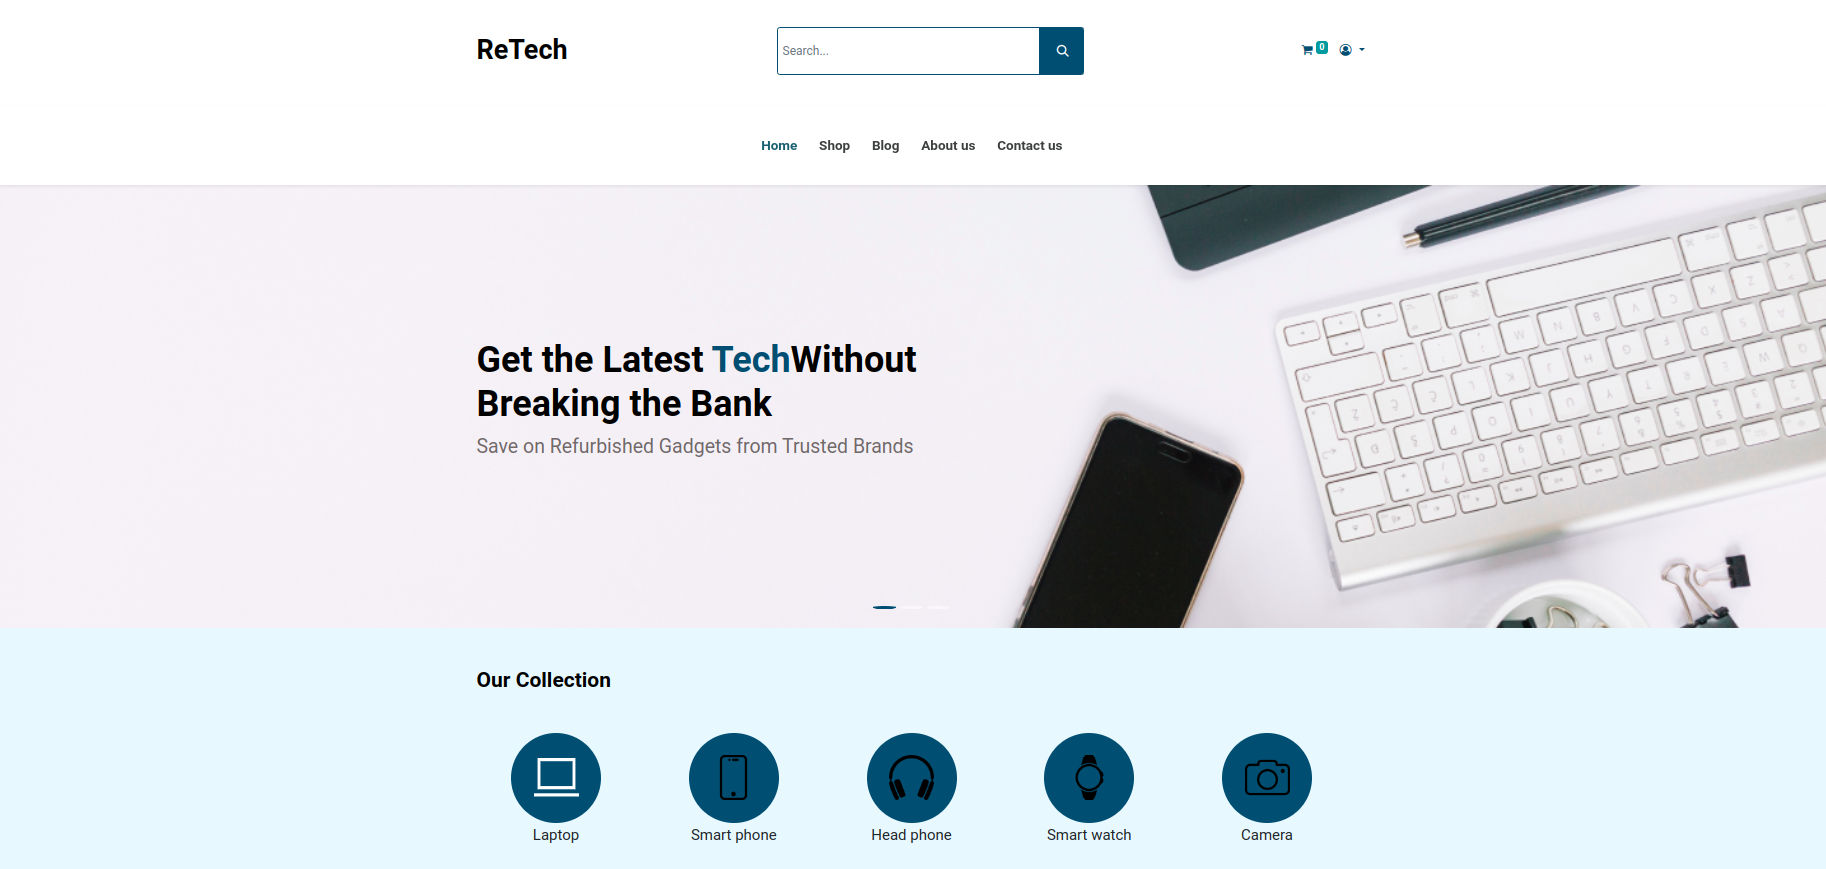 ReTech
Search...
0
Home Shop Blog About us Contact us
Get the Latest TechWithout
Breaking the Bank
Save on Refurbished Gadgets from Trusted Brands
Our Collection
Laptop Smart phone Head phone Smart watch Camera